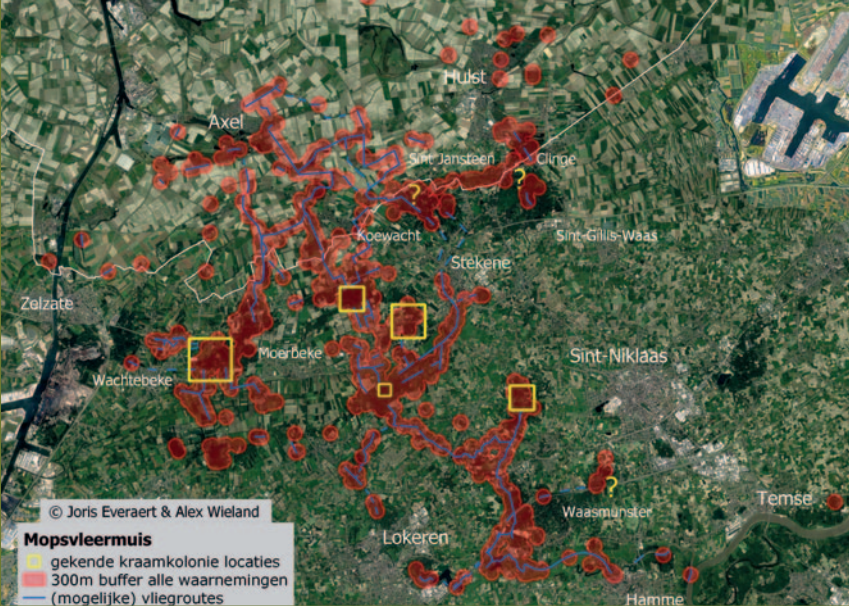 Hulst
Axel
Sint Jansteen
Clinge
?
?
Koewacht
Sint-Gillis-Waas
Stekene
Zelzate
Moerbeke
Sint-Niklaas
Wachtebeke
?
Waasmunster
Temse
© Joris Everaert & Alex Wieland
Lokeren
Mopsvleermuis
gekende kraamkolonie locaties
300m buffer alle waarnemingen
(mogelijke) vliegroutes
Hamme